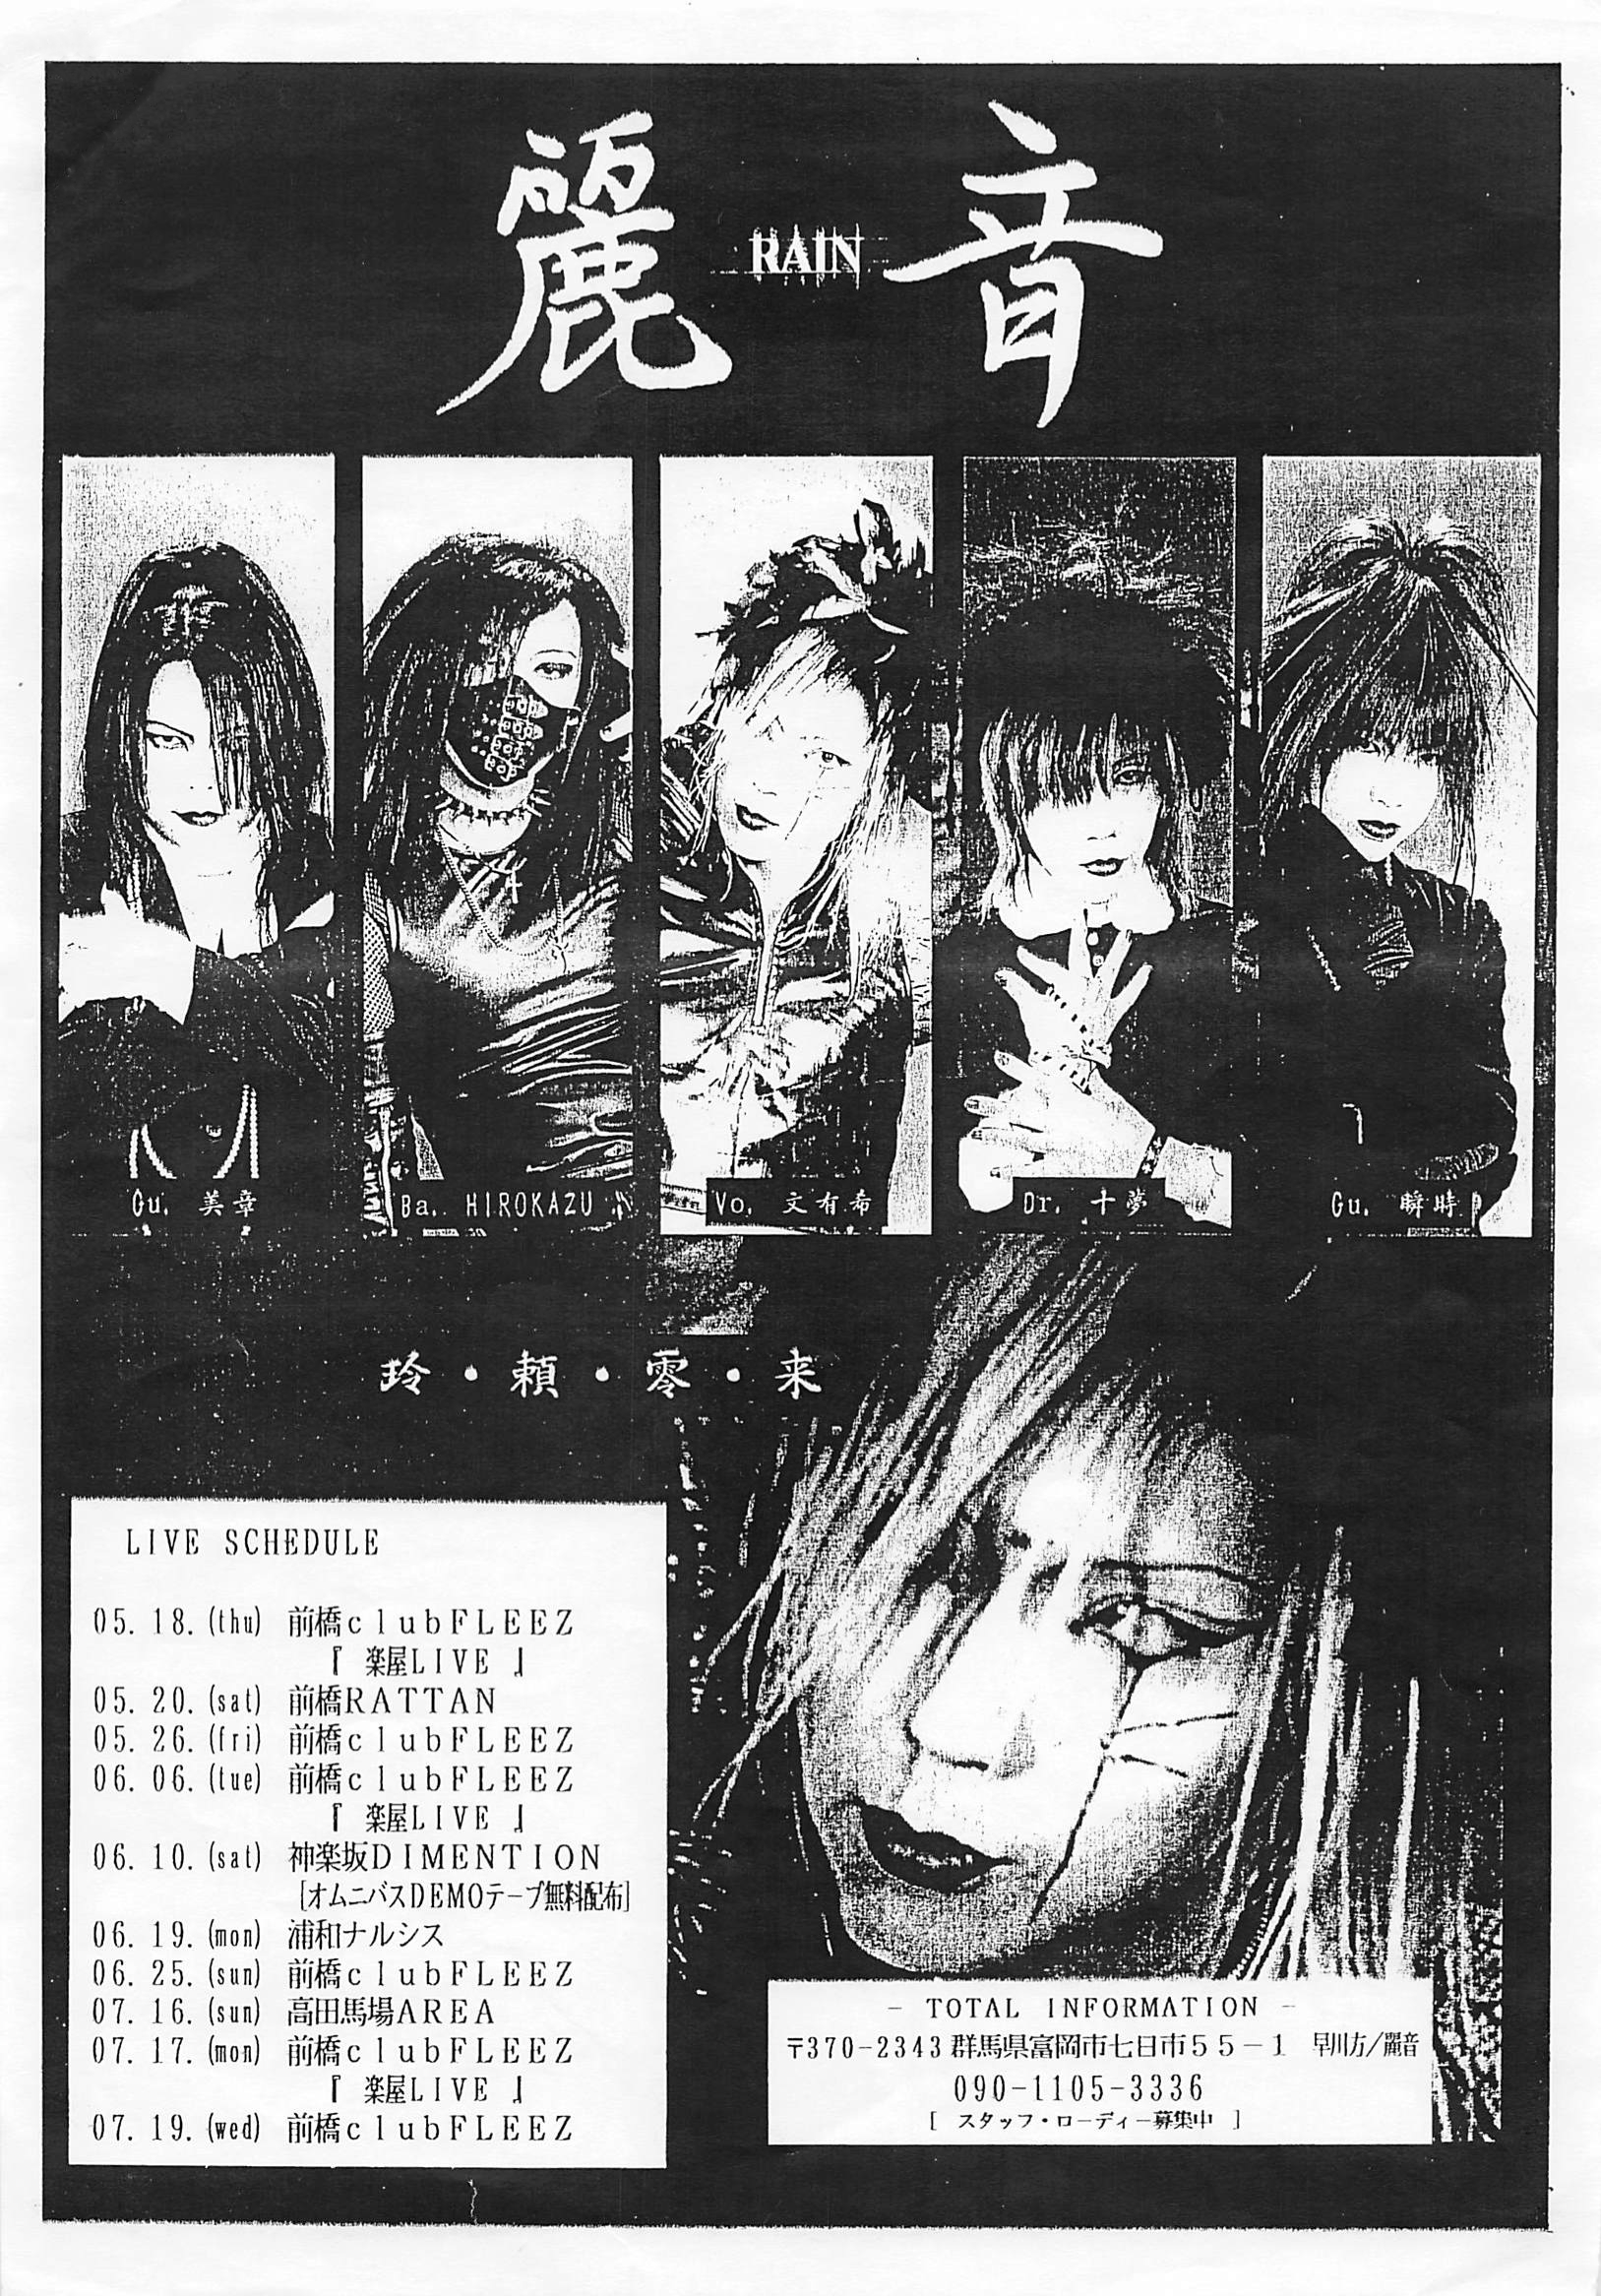 麗音
RAIN
Gu. 美章
Ba. HIROKAZU
Vo. 文有希
Dr. 十夢
Gu. 瞬時
玲・頼・零・来
LIVE SCHEDULE
05. 18. (thu) 前橋clubFLEEZ
『 楽屋LIVE 』
05. 20. (sat) 前橋RATTAN
05. 26. (fri) 前橋clubFLEEZ
06. 06. (tue) 前橋clubFLEEZ
『 楽屋LIVE 』
06. 10. (sat) 神楽坂DIMENTION
[オムニバスDEMOテープ無料配布]
06. 19. (mon) 浦和ナルシス
06. 25. (sun) 前橋clubFLEEZ
07. 16. (sun) 高田馬場AREA
07. 17. (mon) 前橋clubFLEEZ
『 楽屋LIVE 』
07. 19. (wed) 前橋clubFLEEZ
- TOTAL INFORMATION -
〒370-2343 群馬県富岡市七日市55-1 早川方/麗音
090-1105-3336
[ スタッフ・ローディー募集中 ]